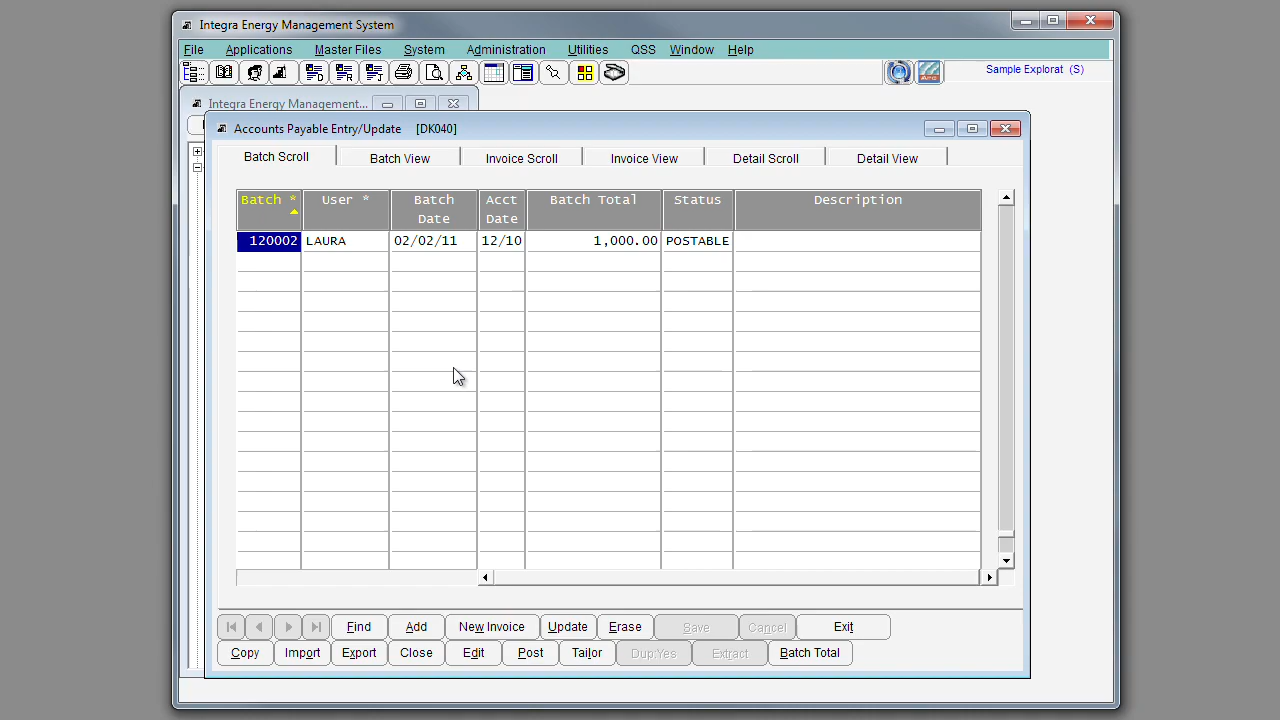 Integra Energy Management System
File Applications Master Files System Administration Utilities QSS Window Help
Sample Explorat (S)
Integra Energy Management...
Accounts Payable Entry/Update [DK040]
Batch Scroll Batch View Invoice Scroll Invoice View Detail Scroll Detail View
Batch * User * Batch Date Acct Date Batch Total Status Description
120002 LAURA 02/02/11 12/10 1,000.00 POSTABLE
Find Add New Invoice Update Erase Save Cancel Exit
Copy Import Export Close Edit Post Tailor Dup:Yes Extract Batch Total